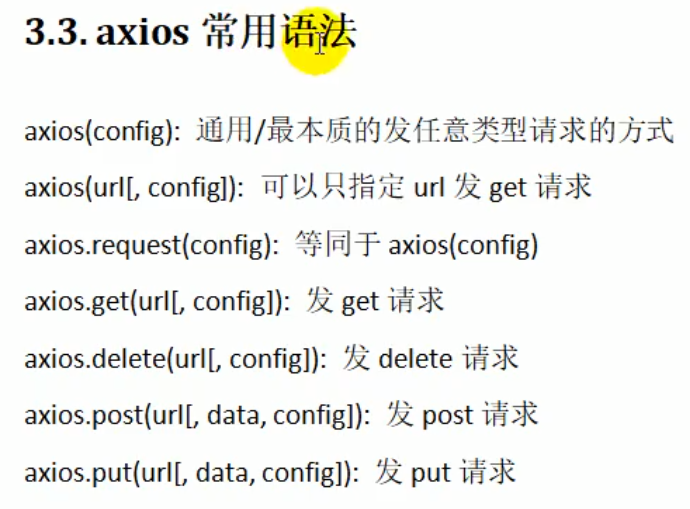 3.3. axios 常用语法
axios(config): 通用/最本质的发任意类型请求的方式
axios(url[, config]): 可以只指定 url 发 get 请求
axios.request(config): 等同于 axios(config)
axios.get(url[, config]): 发 get 请求
axios.delete(url[, config]): 发 delete 请求
axios.post(url[, data, config]): 发 post 请求
axios.put(url[, data, config]): 发 put 请求